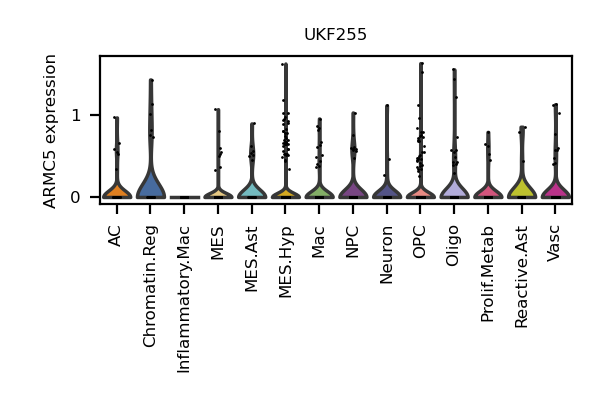 UKF255
ARMC5 expression
1
0
AC
Chromatin.Reg
Inflammatory.Mac
MES
MES.Ast
MES.Hyp
Mac
NPC
Neuron
OPC
Oligo
Prolif.Metab
Reactive.Ast
Vasc